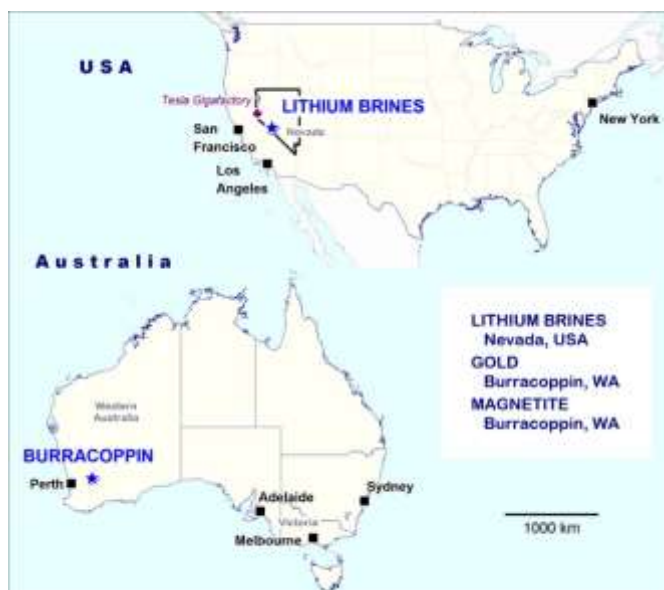 USA
Tesla Gigafactory
LITHIUM BRINES
Nevada
San
Francisco
Los
Angeles
New York
Australia
LITHIUM BRINES
Nevada, USA
GOLD
Burracoppin, WA
MAGNETITE
Burracoppin, WA
Western
Australia
BURRACOPPIN
Perth
Adelaide
Sydney
Victoria
Melbourne
1000 km